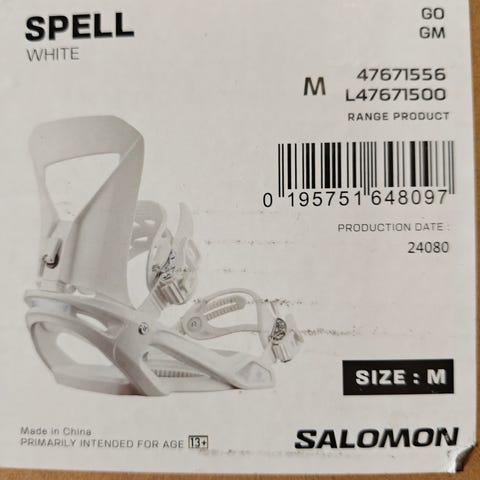 SPELL
WHITE
GO
GM
M
47671556
L47671500
RANGE PRODUCT
0 195751 648097
PRODUCTION DATE :
24080
SIZE : M
Made in China
PRIMARILY INTENDED FOR AGE 13+
SALOMON